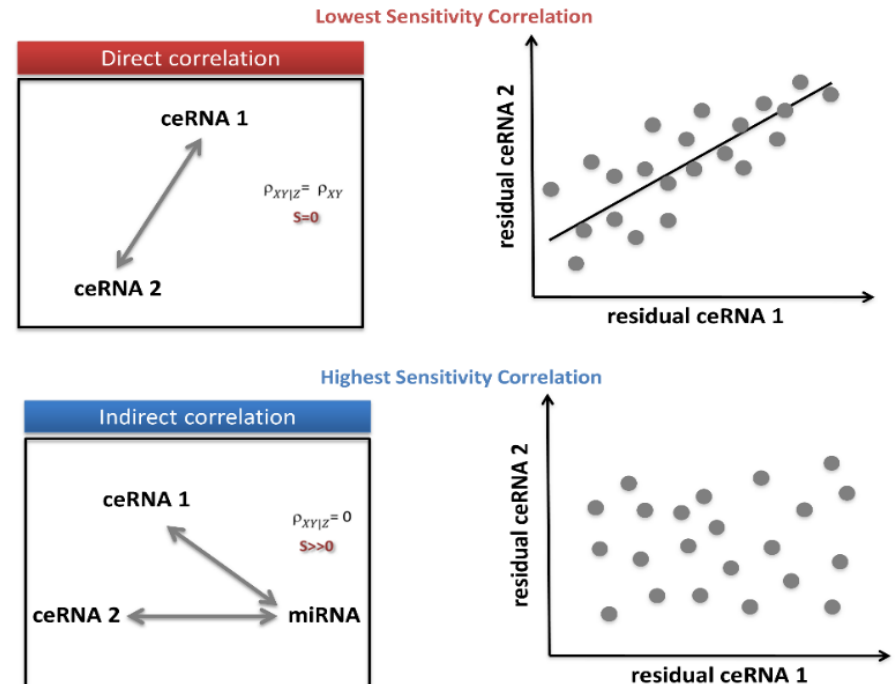 Lowest Sensitivity Correlation
Direct correlation
ceRNA 1
ρXY|Z= ρXY
S=0
ceRNA 2
residual ceRNA 2
residual ceRNA 1
Highest Sensitivity Correlation
Indirect correlation
ceRNA 1
ρXY|Z= 0
S>>0
ceRNA 2
miRNA
residual ceRNA 2
residual ceRNA 1